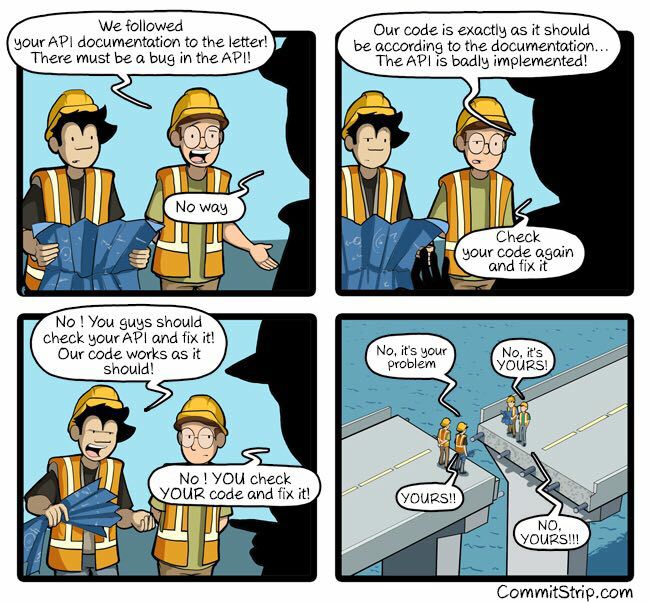 We followed
your API documentation to the letter!
There must be a bug in the API!
No way
Our code is exactly as it should
be according to the documentation...
The API is badly implemented!
Check
your code again
and fix it
No ! You guys should
check your API and fix it!
Our code works as it
should!
No ! YOU check
YOUR code and fix it!
No, it's your
problem
No, it's
YOURS!
YOURS!!
NO,
YOURS!!!
CommitStrip.com